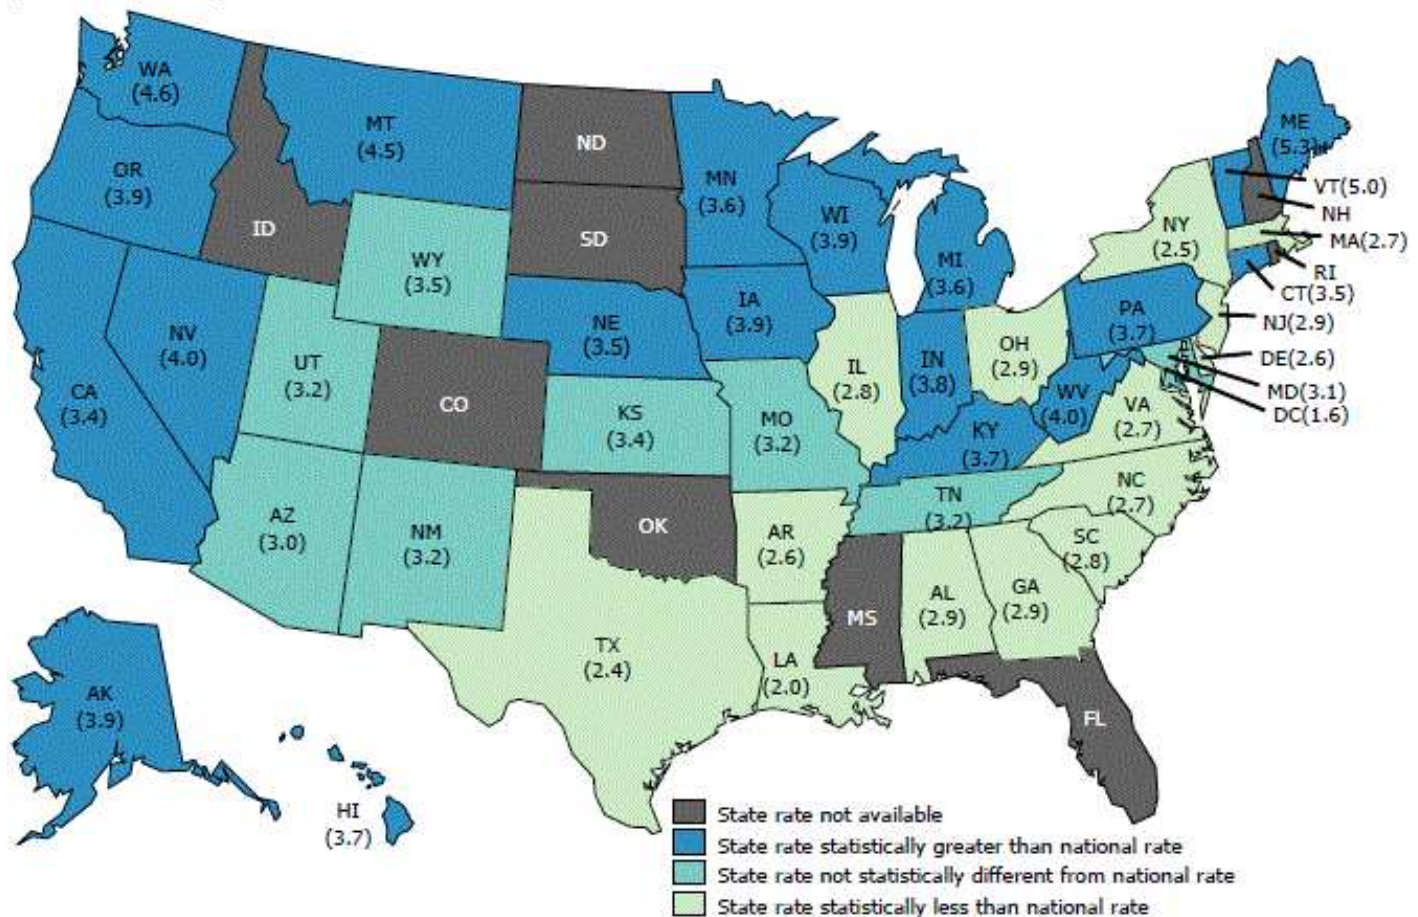 WA
(4.6)
MT
(4.5)
ND
OR
(3.9)
ID
MN
(3.6)
WI
(3.9)
SD
WY
(3.5)
MI
(3.6)
ME
(5.3)
VT(5.0)
NH
NY
(2.5)
MA(2.7)
RI
CT(3.5)
IA
(3.9)
NE
(3.5)
PA
(3.7)
NJ(2.9)
NV
(4.0)
UT
(3.2)
IL
(2.8)
IN
(3.8)
OH
(2.9)
DE(2.6)
MD(3.1)
DC(1.6)
CA
(3.4)
CO
KS
(3.4)
MO
(3.2)
WV
(4.0)
VA
(2.7)
KY
(3.7)
AZ
(3.0)
NM
(3.2)
OK
AR
(2.6)
TN
(3.2)
NC
(2.7)
SC
(2.8)
MS
AL
(2.9)
GA
(2.9)
TX
(2.4)
LA
(2.0)
FL
AK
(3.9)
HI
(3.7)
State rate not available
State rate statistically greater than national rate
State rate not statistically different from national rate
State rate statistically less than national rate